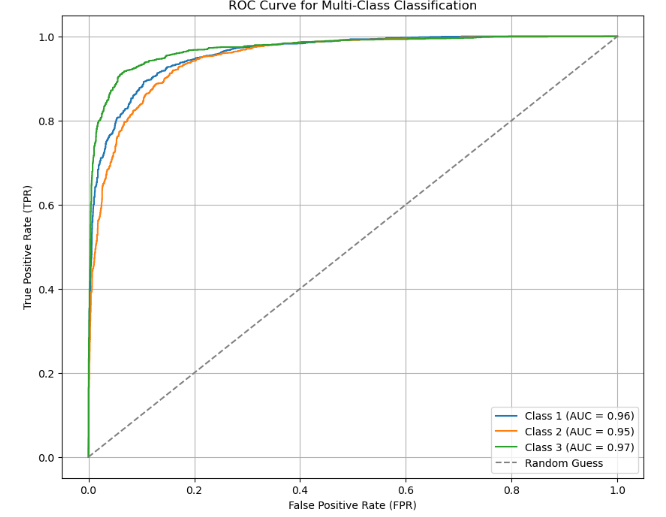 ROC Curve for Multi-Class Classification
1.0
0.8
0.6
0.4
0.2
0.0
True Positive Rate (TPR)
0.0 0.2 0.4 0.6 0.8 1.0
False Positive Rate (FPR)
Class 1 (AUC = 0.96)
Class 2 (AUC = 0.95)
Class 3 (AUC = 0.97)
Random Guess